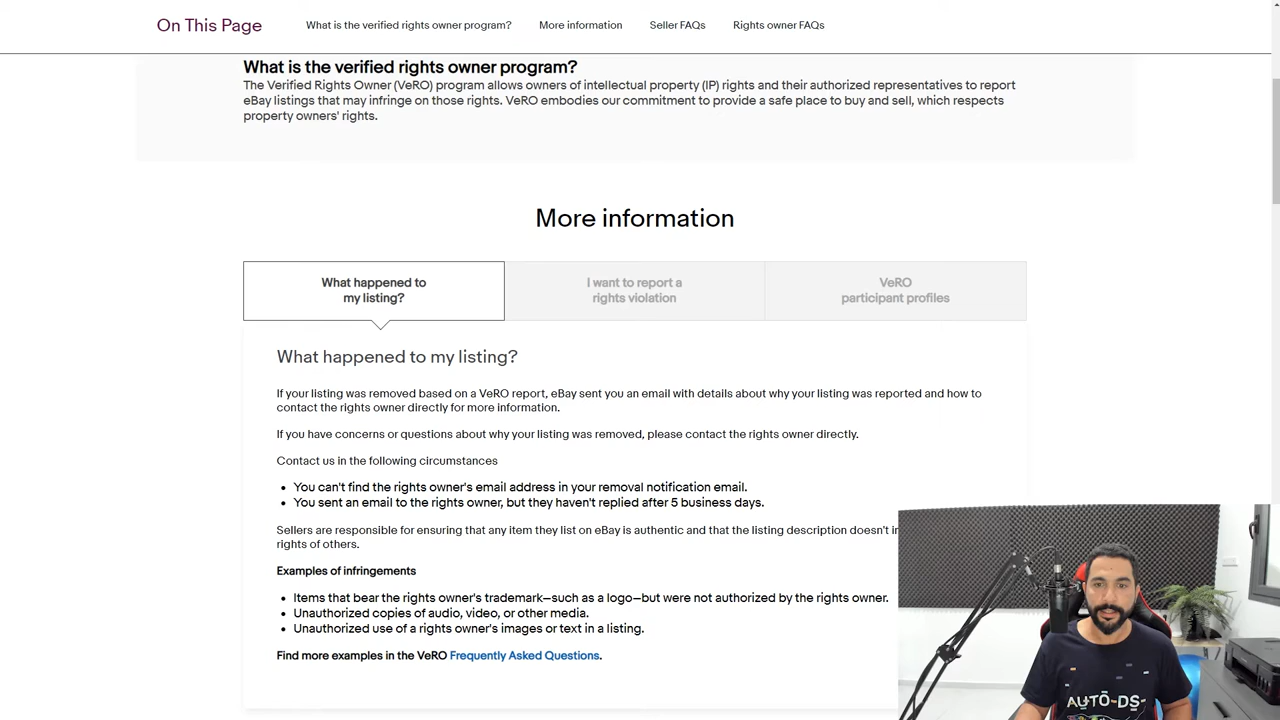 On This Page
What is the verified rights owner program?
More information
Seller FAQs
Rights owner FAQs
What is the verified rights owner program?
The Verified Rights Owner (VeRO) program allows owners of intellectual property (IP) rights and their authorized representatives to report
eBay listings that may infringe on those rights. VeRO embodies our commitment to provide a safe place to buy and sell, which respects
property owners' rights.
More information
What happened to
my listing?
I want to report a
rights violation
VeRO
participant profiles
What happened to my listing?
If your listing was removed based on a VeRO report, eBay sent you an email with details about why your listing was reported and how to
contact the rights owner directly for more information.
If you have concerns or questions about why your listing was removed, please contact the rights owner directly.
Contact us in the following circumstances
• You can't find the rights owner's email address in your removal notification email.
• You sent an email to the rights owner, but they haven't replied after 5 business days.
Sellers are responsible for ensuring that any item they list on eBay is authentic and that the listing description doesn't
rights of others.
Examples of infringements
• Items that bear the rights owner's trademark—such as a logo—but were not authorized by the rights owner.
• Unauthorized copies of audio, video, or other media.
• Unauthorized use of a rights owner's images or text in a listing.
Find more examples in the VeRO Frequently Asked Questions.
AUTO-DS